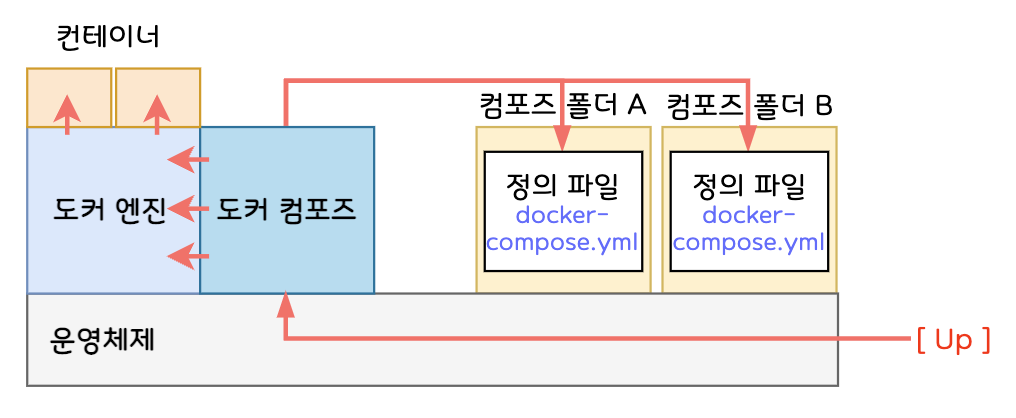 컨테이너
컴포즈 폴더 A
컴포즈 폴더 B
도커 엔진
도커 컴포즈
정의 파일
docker-
compose.yml
정의 파일
docker-
compose.yml
운영체제
[ Up ]